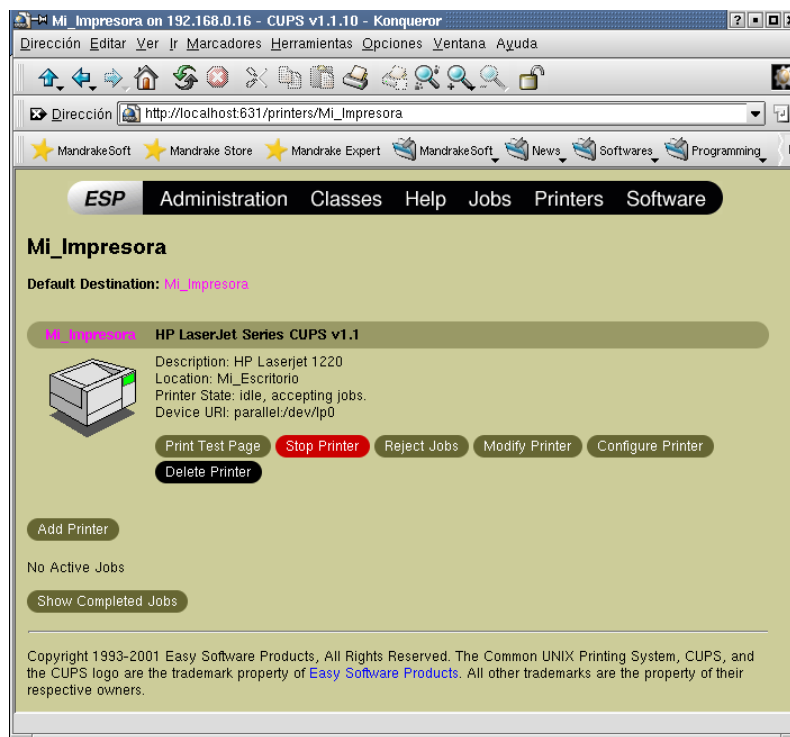 Mi_Impresora on 192.168.0.16 - CUPS v1.1.10 - Konqueror
Dirección Editar Ver Ir Marcadores Herramientas Opciones Ventana Ayuda
Dirección http://localhost:631/printers/Mi_Impresora
MandrakeSoft Mandrake Store Mandrake Expert MandrakeSoft News Softwares Programming
ESP Administration Classes Help Jobs Printers Software
Mi_Impresora
Default Destination: Mi_Impresora
Mi_Impresora HP LaserJet Series CUPS v1.1
Description: HP Laserjet 1220
Location: Mi_Escritorio
Printer State: idle, accepting jobs.
Device URI: parallel:/dev/lp0
Print Test Page Stop Printer Reject Jobs Modify Printer Configure Printer
Delete Printer
Add Printer
No Active Jobs
Show Completed Jobs
Copyright 1993-2001 Easy Software Products, All Rights Reserved. The Common UNIX Printing System, CUPS, and
the CUPS logo are the trademark property of Easy Software Products. All other trademarks are the property of their
respective owners.